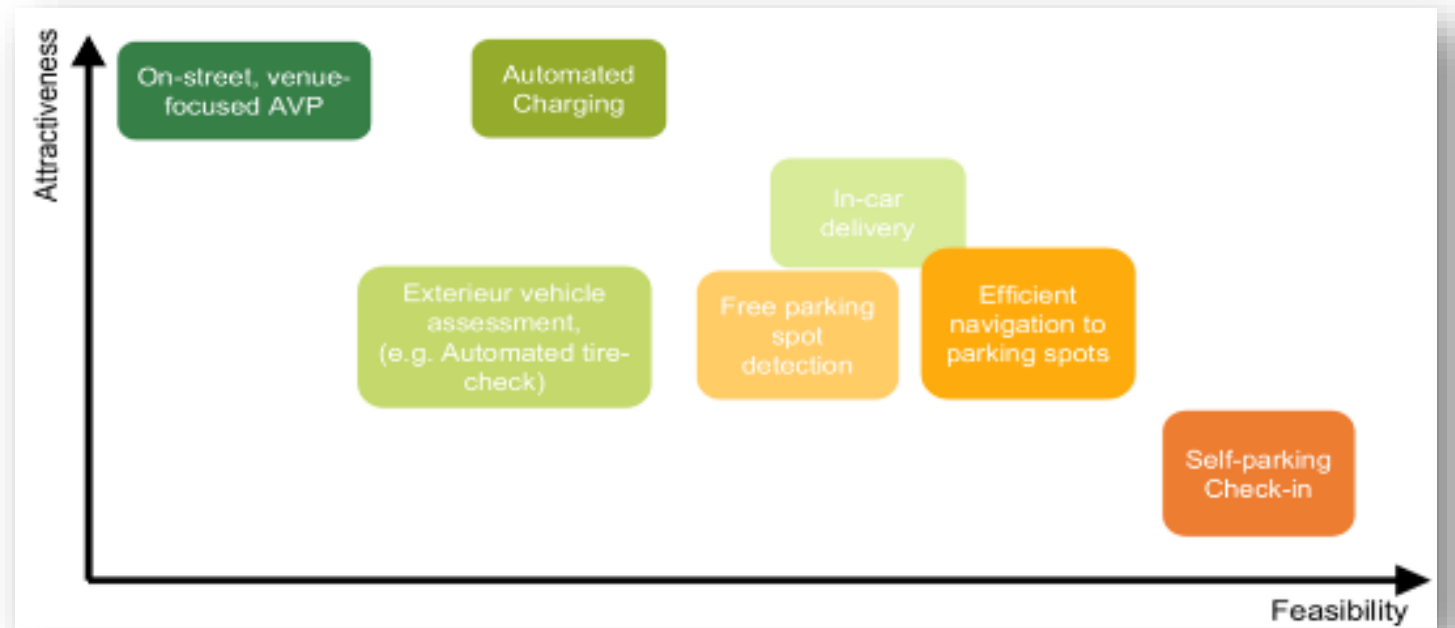 Attractiveness
On-street, venue-
focused AVP
Automated
Charging
In-car
delivery
Exterieur vehicle
assessment,
(e.g. Automated tire-
check)
Free parking
spot
detection
Efficient
navigation to
parking spots
Self-parking
Check-in
Feasibility